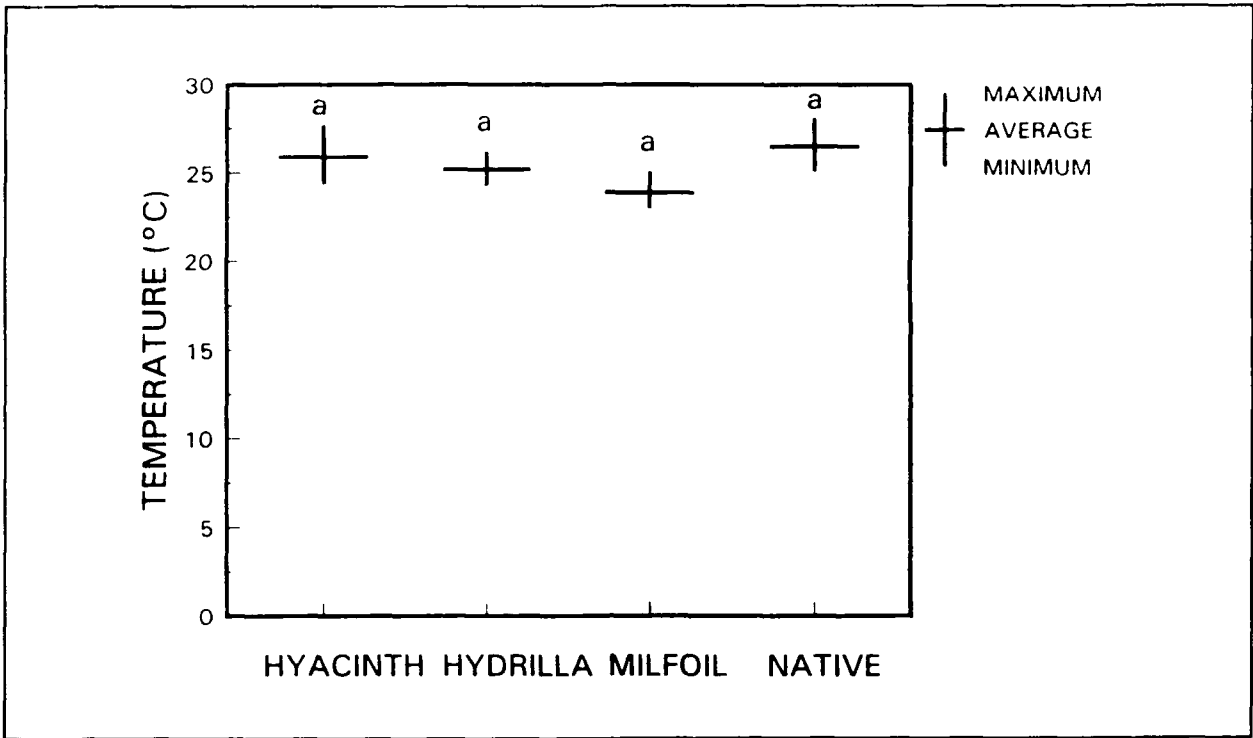 30
25
20
15
10
5
0
TEMPERATURE (°C)
a
a
a
a
MAXIMUM
AVERAGE
MINIMUM
HYACINTH HYDRILLA MILFOIL NATIVE